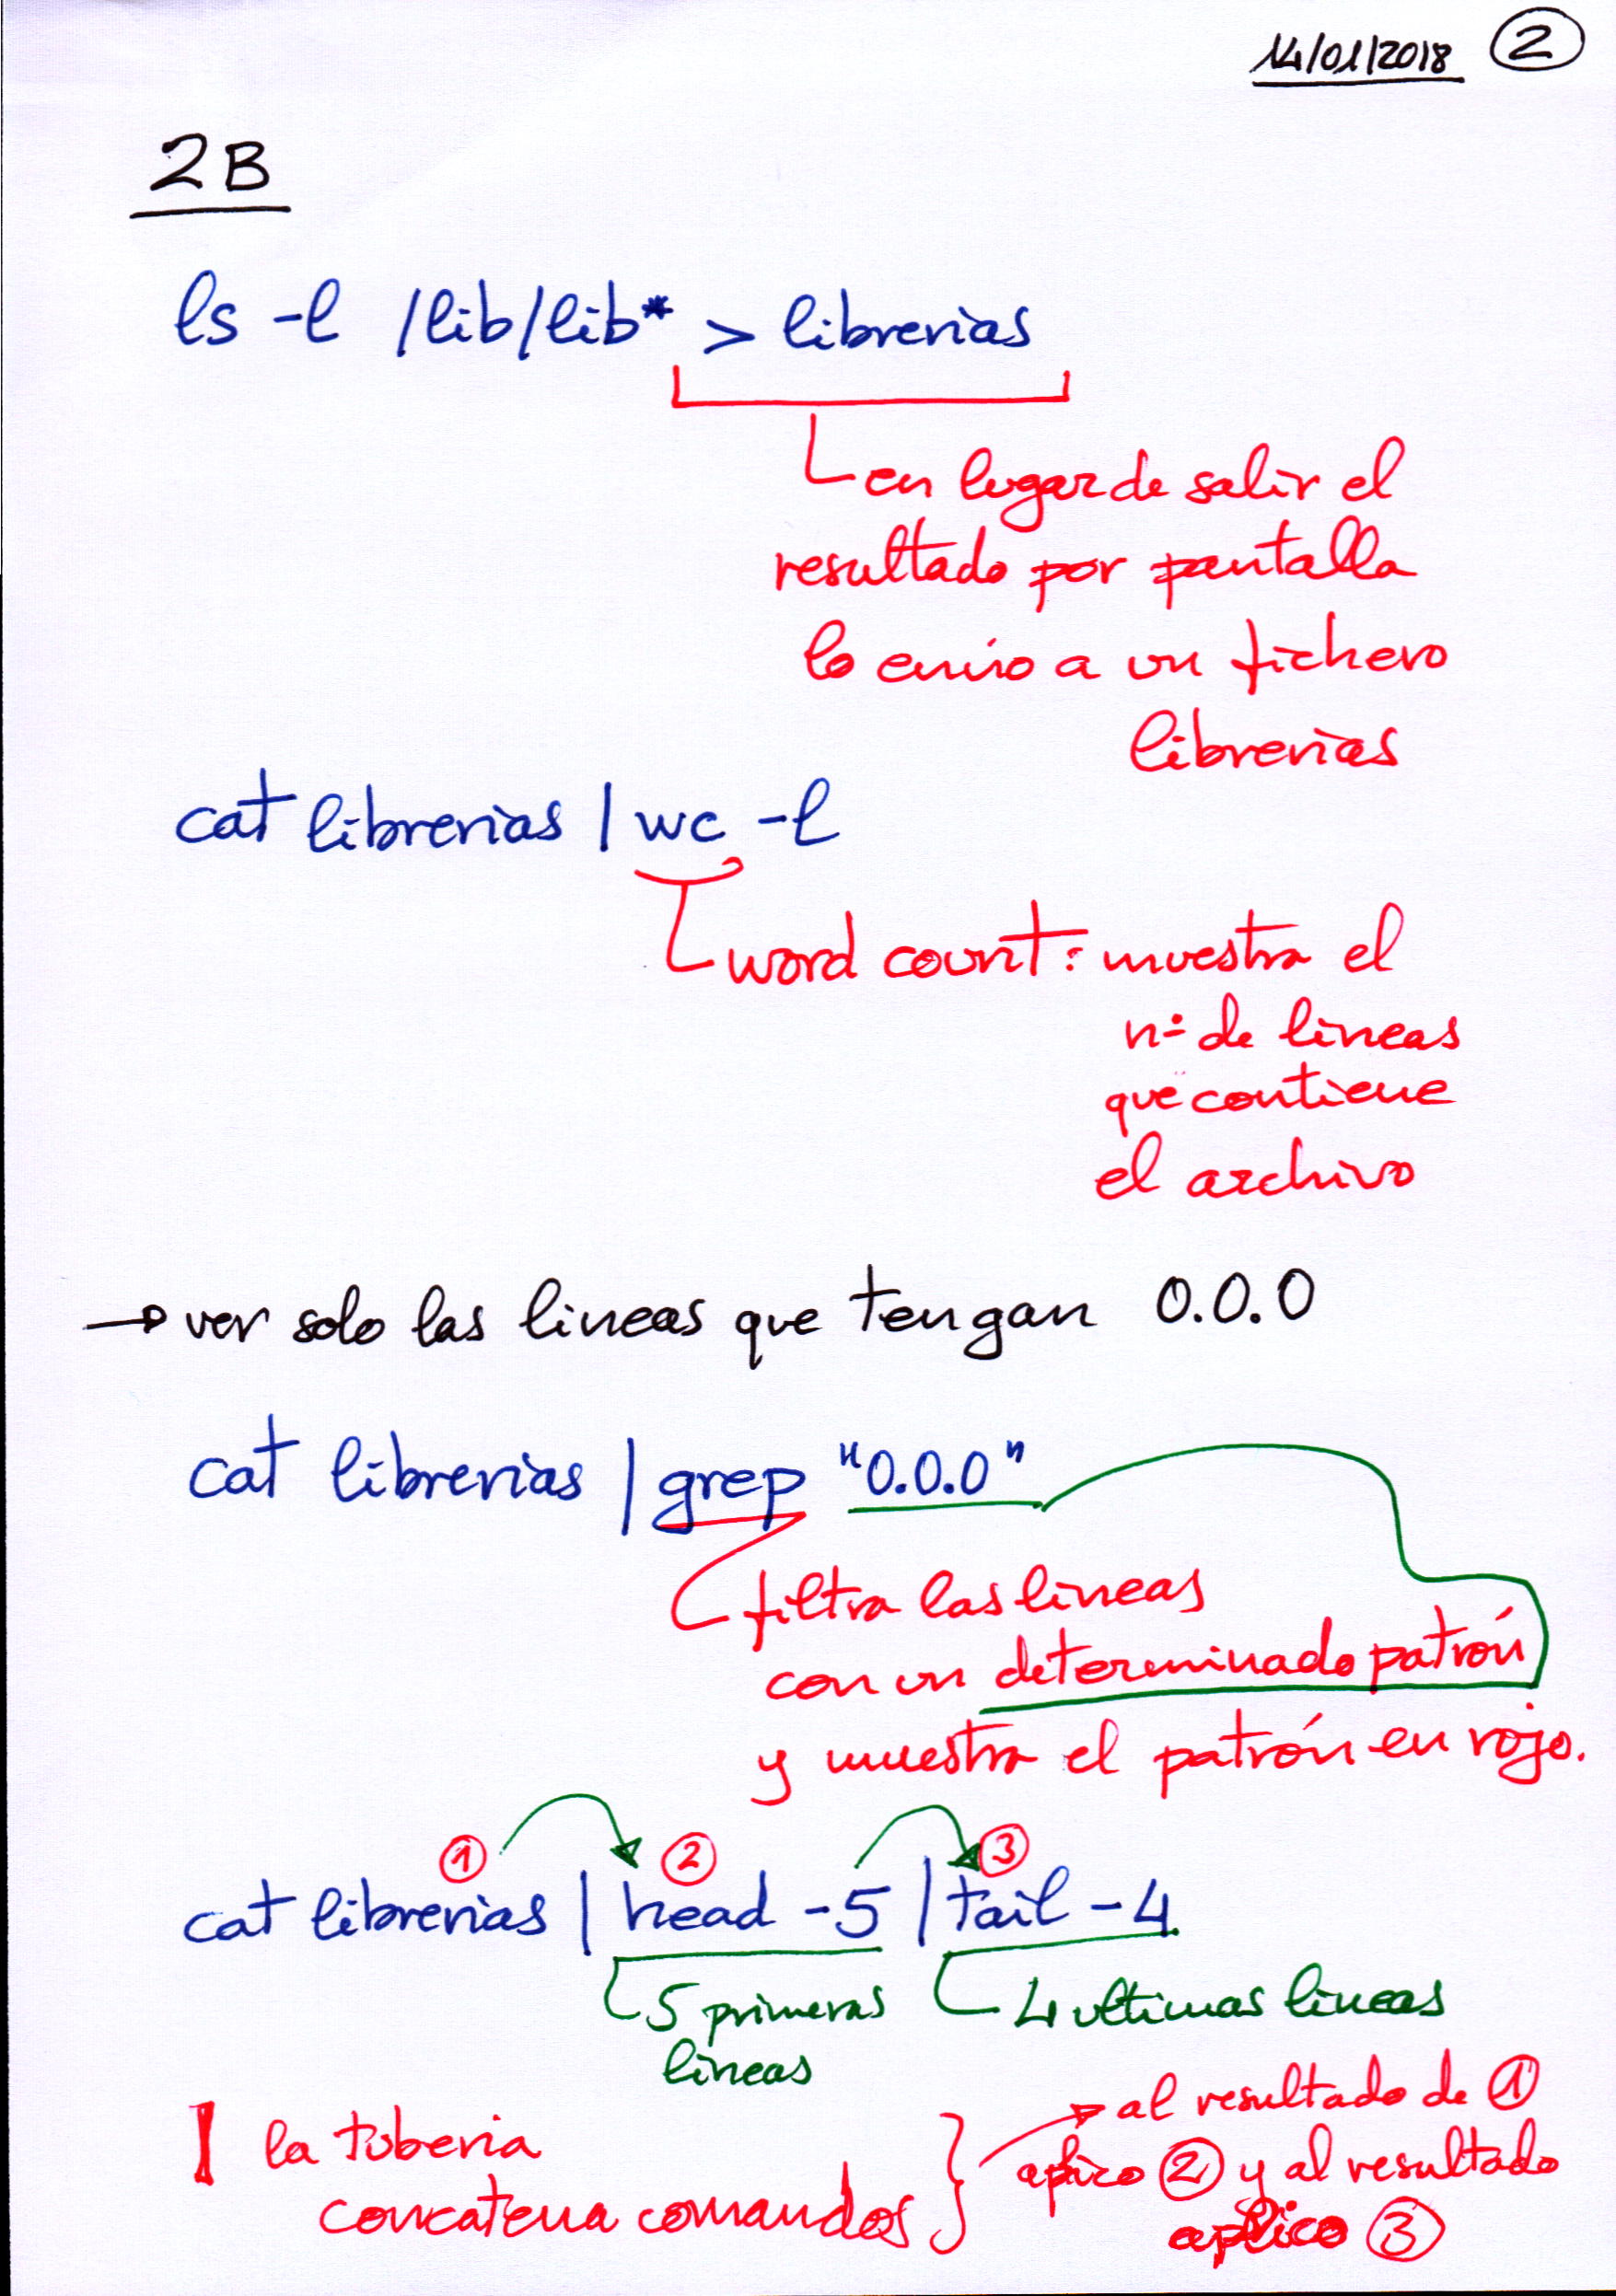 14/01/2018 2
2B
ls -l /lib/lib* > librerias
en lugar de salir el
resultado por pantalla
lo envio a un fichero
librerias
cat librerias | wc -l
word count: muestra el
nº de lineas
que contiene
el archivo
→ ver solo las lineas que tengan 0.0.0
cat librerias | grep "0.0.0"
filtra las lineas
con un determinado patrón
y muestra el patrón en rojo.
1 2 3
cat librerias | head -5 | tail -4
5 primeras
lineas
4 ultimas lineas
| la tuberia
concatena comandos
al resultado de 1
aplico 2 y al resultado
aplico 3